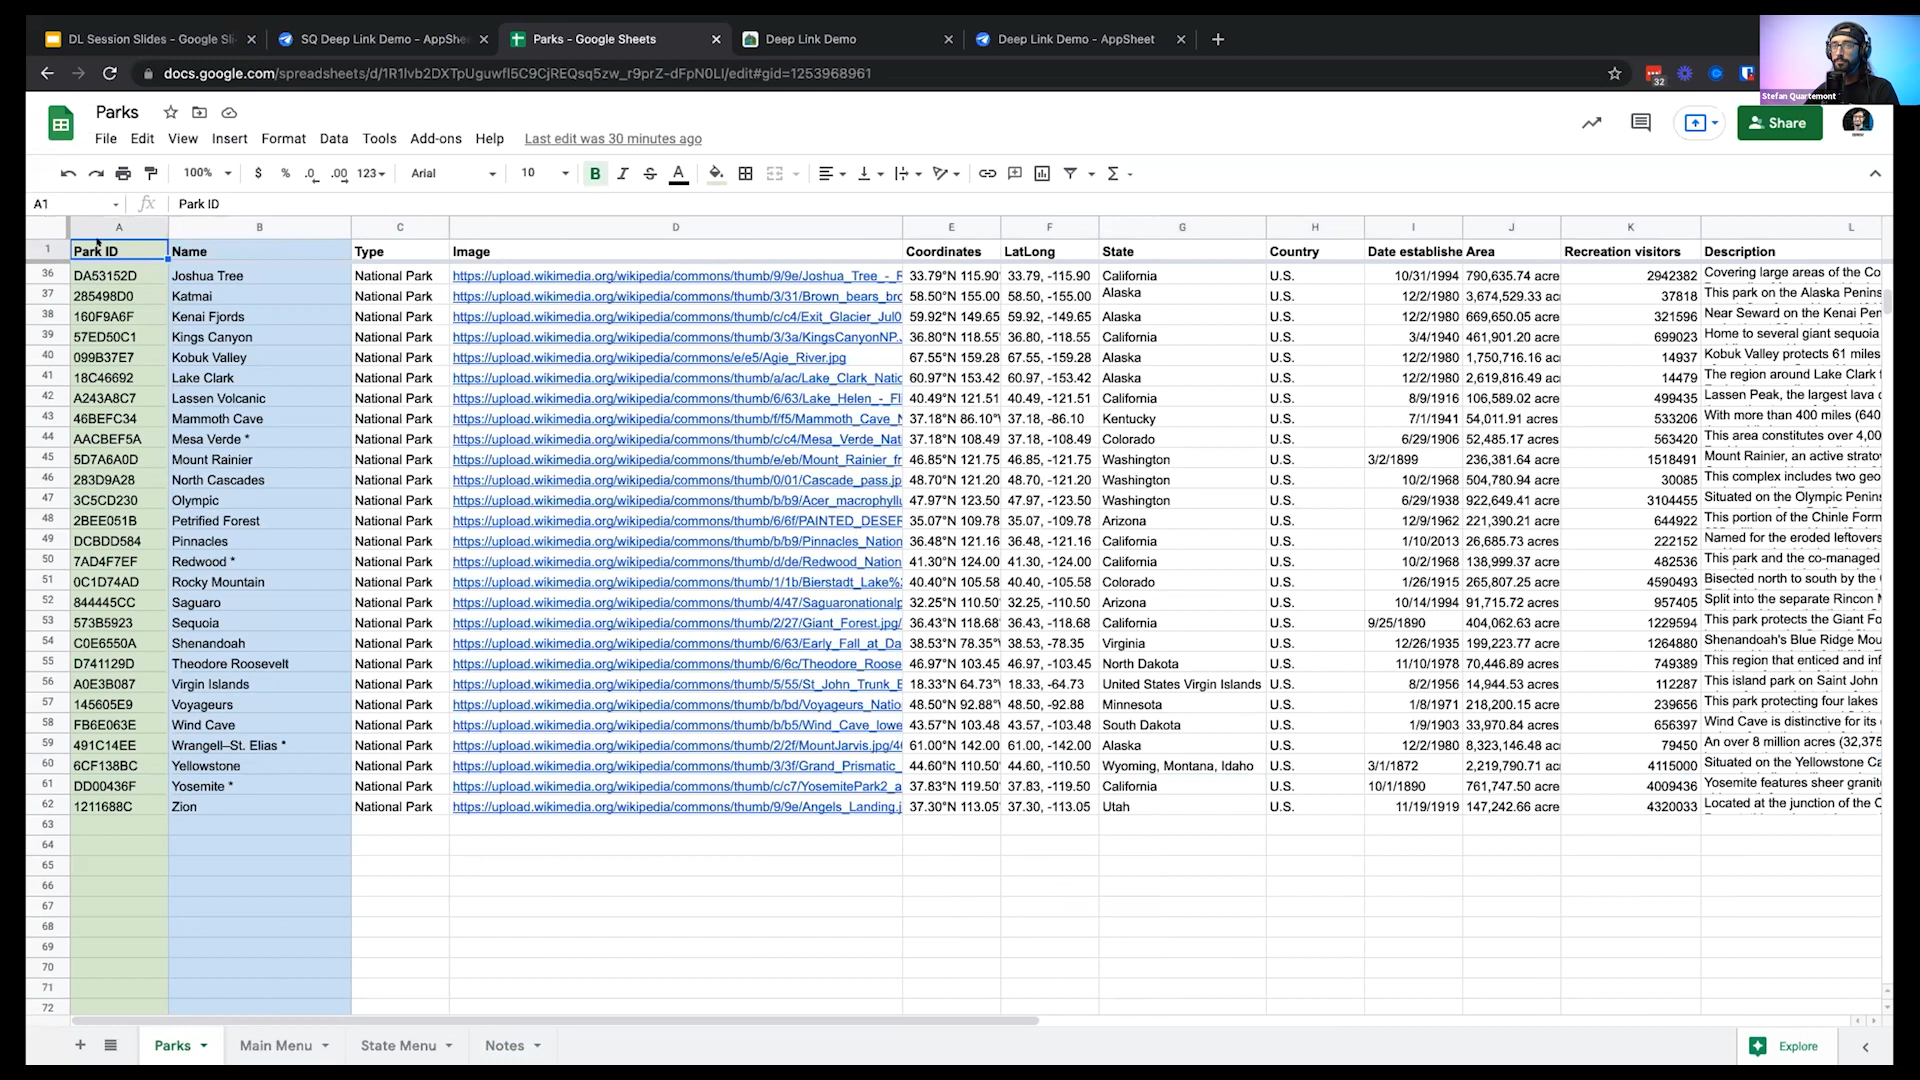 DL Session Slides - Google Sli
SQ Deep Link Demo - AppShe
Parks - Google Sheets
Deep Link Demo
Deep Link Demo - AppSheet
docs.google.com/spreadsheets/d/1R1lvb2DXTpUguwfI5C9CjREQsq5zw_r9prZ-dFpN0LI/edit#gid=1253968961
32
Stefan Quartemont
Parks
File Edit View Insert Format Data Tools Add-ons Help Last edit was 30 minutes ago
Share
100% $ % .0 .00 123 Arial 10 B I S A
A1 fx Park ID
A B C D E F G H I J K L
1 Park ID Name Type Image Coordinates LatLong State Country Date establishe Area Recreation visitors Description
36 DA53152D Joshua Tree National Park https://upload.wikimedia.org/wikipedia/commons/thumb/9/9e/Joshua_Tree_-_R 33.79°N 115.90° 33.79, -115.90 California U.S. 10/31/1994 790,635.74 acre 2942382 Covering large areas of the Co
37 285498D0 Katmai National Park https://upload.wikimedia.org/wikipedia/commons/thumb/3/31/Brown_bears_bro 58.50°N 155.00 58.50, -155.00 Alaska U.S. 12/2/1980 3,674,529.33 acı 37818 This park on the Alaska Penins
38 160F9A6F Kenai Fjords National Park https://upload.wikimedia.org/wikipedia/commons/thumb/c/c4/Exit_Glacier_Jul0 59.92°N 149.65 59.92, -149.65 Alaska U.S. 12/2/1980 669,650.05 acre 321596 Near Seward on the Kenai Pen
39 57ED50C1 Kings Canyon National Park https://upload.wikimedia.org/wikipedia/commons/thumb/3/3a/KingsCanyonNP. 36.80°N 118.55° 36.80, -118.55 California U.S. 3/4/1940 461,901.20 acre 699023 Home to several giant sequoia
40 099B37E7 Kobuk Valley National Park https://upload.wikimedia.org/wikipedia/commons/e/e5/Agie_River.jpg 67.55°N 159.28 67.55, -159.28 Alaska U.S. 12/2/1980 1,750,716.16 ac 14937 Kobuk Valley protects 61 miles
41 18C46692 Lake Clark National Park https://upload.wikimedia.org/wikipedia/commons/thumb/a/ac/Lake_Clark_Natic 60.97°N 153.42 60.97, -153.42 Alaska U.S. 12/2/1980 2,619,816.49 ac 14479 The region around Lake Clark f
42 A243A8C7 Lassen Volcanic National Park https://upload.wikimedia.org/wikipedia/commons/thumb/6/63/Lake_Helen_-_Fl 40.49°N 121.51 40.49, -121.51 California U.S. 8/9/1916 106,589.02 acre 499435 Lassen Peak, the largest lava d
43 46BEFC34 Mammoth Cave National Park https://upload.wikimedia.org/wikipedia/commons/thumb/f/f5/Mammoth_Cave_N 37.18°N 86.10°\ 37.18, -86.10 Kentucky U.S. 7/1/1941 54,011.91 acres 533206 With more than 400 miles (640
44 AACBEF5A Mesa Verde * National Park https://upload.wikimedia.org/wikipedia/commons/thumb/c/c4/Mesa_Verde_Nat 37.18°N 108.49 37.18, -108.49 Colorado U.S. 6/29/1906 52,485.17 acres 563420 This area constitutes over 4,00
45 5D7A6A0D Mount Rainier National Park https://upload.wikimedia.org/wikipedia/commons/thumb/e/eb/Mount_Rainier_fr 46.85°N 121.75 46.85, -121.75 Washington U.S. 3/2/1899 236,381.64 acre 1518491 Mount Rainier, an active strato
46 283D9A28 North Cascades National Park https://upload.wikimedia.org/wikipedia/commons/thumb/0/01/Cascade_pass.jp 48.70°N 121.20 48.70, -121.20 Washington U.S. 10/2/1968 504,780.94 acre 30085 This complex includes two geo
47 3C5CD230 Olympic National Park https://upload.wikimedia.org/wikipedia/commons/thumb/b/b9/Acer_macrophyll 47.97°N 123.50 47.97, -123.50 Washington U.S. 6/29/1938 922,649.41 acre 3104455 Situated on the Olympic Penins
48 2BEE051B Petrified Forest National Park https://upload.wikimedia.org/wikipedia/commons/thumb/6/6f/PAINTED_DESER 35.07°N 109.78 35.07, -109.78 Arizona U.S. 12/9/1962 221,390.21 acre 644922 This portion of the Chinle Form
49 DCBDD584 Pinnacles National Park https://upload.wikimedia.org/wikipedia/commons/thumb/b/b9/Pinnacles_Nation 36.48°N 121.16 36.48, -121.16 California U.S. 1/10/2013 26,685.73 acres 222152 Named for the eroded leftovers
50 7AD4F7EF Redwood * National Park https://upload.wikimedia.org/wikipedia/commons/thumb/d/de/Redwood_Nation 41.30°N 124.00 41.30, -124.00 California U.S. 10/2/1968 138,999.37 acre 482536 This park and the co-managed
51 0C1D74AD Rocky Mountain National Park https://upload.wikimedia.org/wikipedia/commons/thumb/1/1b/Bierstadt_Lake% 40.40°N 105.58 40.40, -105.58 Colorado U.S. 1/26/1915 265,807.25 acre 4590493 Bisected north to south by the
52 844445CC Saguaro National Park https://upload.wikimedia.org/wikipedia/commons/thumb/4/47/Saguaronationalp 32.25°N 110.50° 32.25, -110.50 Arizona U.S. 10/14/1994 91,715.72 acres 957405 Split into the separate Rincon M
53 573B5923 Sequoia National Park https://upload.wikimedia.org/wikipedia/commons/thumb/2/27/Giant_Forest.jpg/ 36.43°N 118.68° 36.43, -118.68 California U.S. 9/25/1890 404,062.63 acre 1229594 This park protects the Giant Fo
54 C0E6550A Shenandoah National Park https://upload.wikimedia.org/wikipedia/commons/thumb/6/63/Early_Fall_at_Da 38.53°N 78.35°\ 38.53, -78.35 Virginia U.S. 12/26/1935 199,223.77 acre 1264880 Shenandoah's Blue Ridge Mou
55 D741129D Theodore Roosevelt National Park https://upload.wikimedia.org/wikipedia/commons/thumb/6/6c/Theodore_Roose 46.97°N 103.45 46.97, -103.45 North Dakota U.S. 11/10/1978 70,446.89 acres 749389 This region that enticed and inf
56 A0E3B087 Virgin Islands National Park https://upload.wikimedia.org/wikipedia/commons/thumb/5/55/St_John_Trunk_E 18.33°N 64.73°\ 18.33, -64.73 United States Virgin Islands U.S. 8/2/1956 14,944.53 acres 112287 This island park on Saint John
57 145605E9 Voyageurs National Park https://upload.wikimedia.org/wikipedia/commons/thumb/b/bd/Voyageurs_Natio 48.50°N 92.88°\ 48.50, -92.88 Minnesota U.S. 1/8/1971 218,200.15 acre 239656 This park protecting four lakes
58 FB6E063E Wind Cave National Park https://upload.wikimedia.org/wikipedia/commons/thumb/b/b5/Wind_Cave_lowe 43.57°N 103.48 43.57, -103.48 South Dakota U.S. 1/9/1903 33,970.84 acres 656397 Wind Cave is distinctive for its
59 491C14EE Wrangell–St. Elias * National Park https://upload.wikimedia.org/wikipedia/commons/thumb/2/2f/MountJarvis.jpg/4 61.00°N 142.00 61.00, -142.00 Alaska U.S. 12/2/1980 8,323,146.48 ac 79450 An over 8 million acres (32,375
60 6CF138BC Yellowstone National Park https://upload.wikimedia.org/wikipedia/commons/thumb/3/3f/Grand_Prismatic_ 44.60°N 110.50° 44.60, -110.50 Wyoming, Montana, Idaho U.S. 3/1/1872 2,219,790.71 ac 4115000 Situated on the Yellowstone Ca
61 DD00436F Yosemite * National Park https://upload.wikimedia.org/wikipedia/commons/thumb/c/c7/YosemitePark2_a 37.83°N 119.50° 37.83, -119.50 California U.S. 10/1/1890 761,747.50 acre 4009436 Yosemite features sheer granit
62 1211688C Zion National Park https://upload.wikimedia.org/wikipedia/commons/thumb/9/9e/Angels_Landing.j 37.30°N 113.05° 37.30, -113.05 Utah U.S. 11/19/1919 147,242.66 acre 4320033 Located at the junction of the C
63
64
65
66
67
68
69
70
71
72
Parks Main Menu State Menu Notes Explore